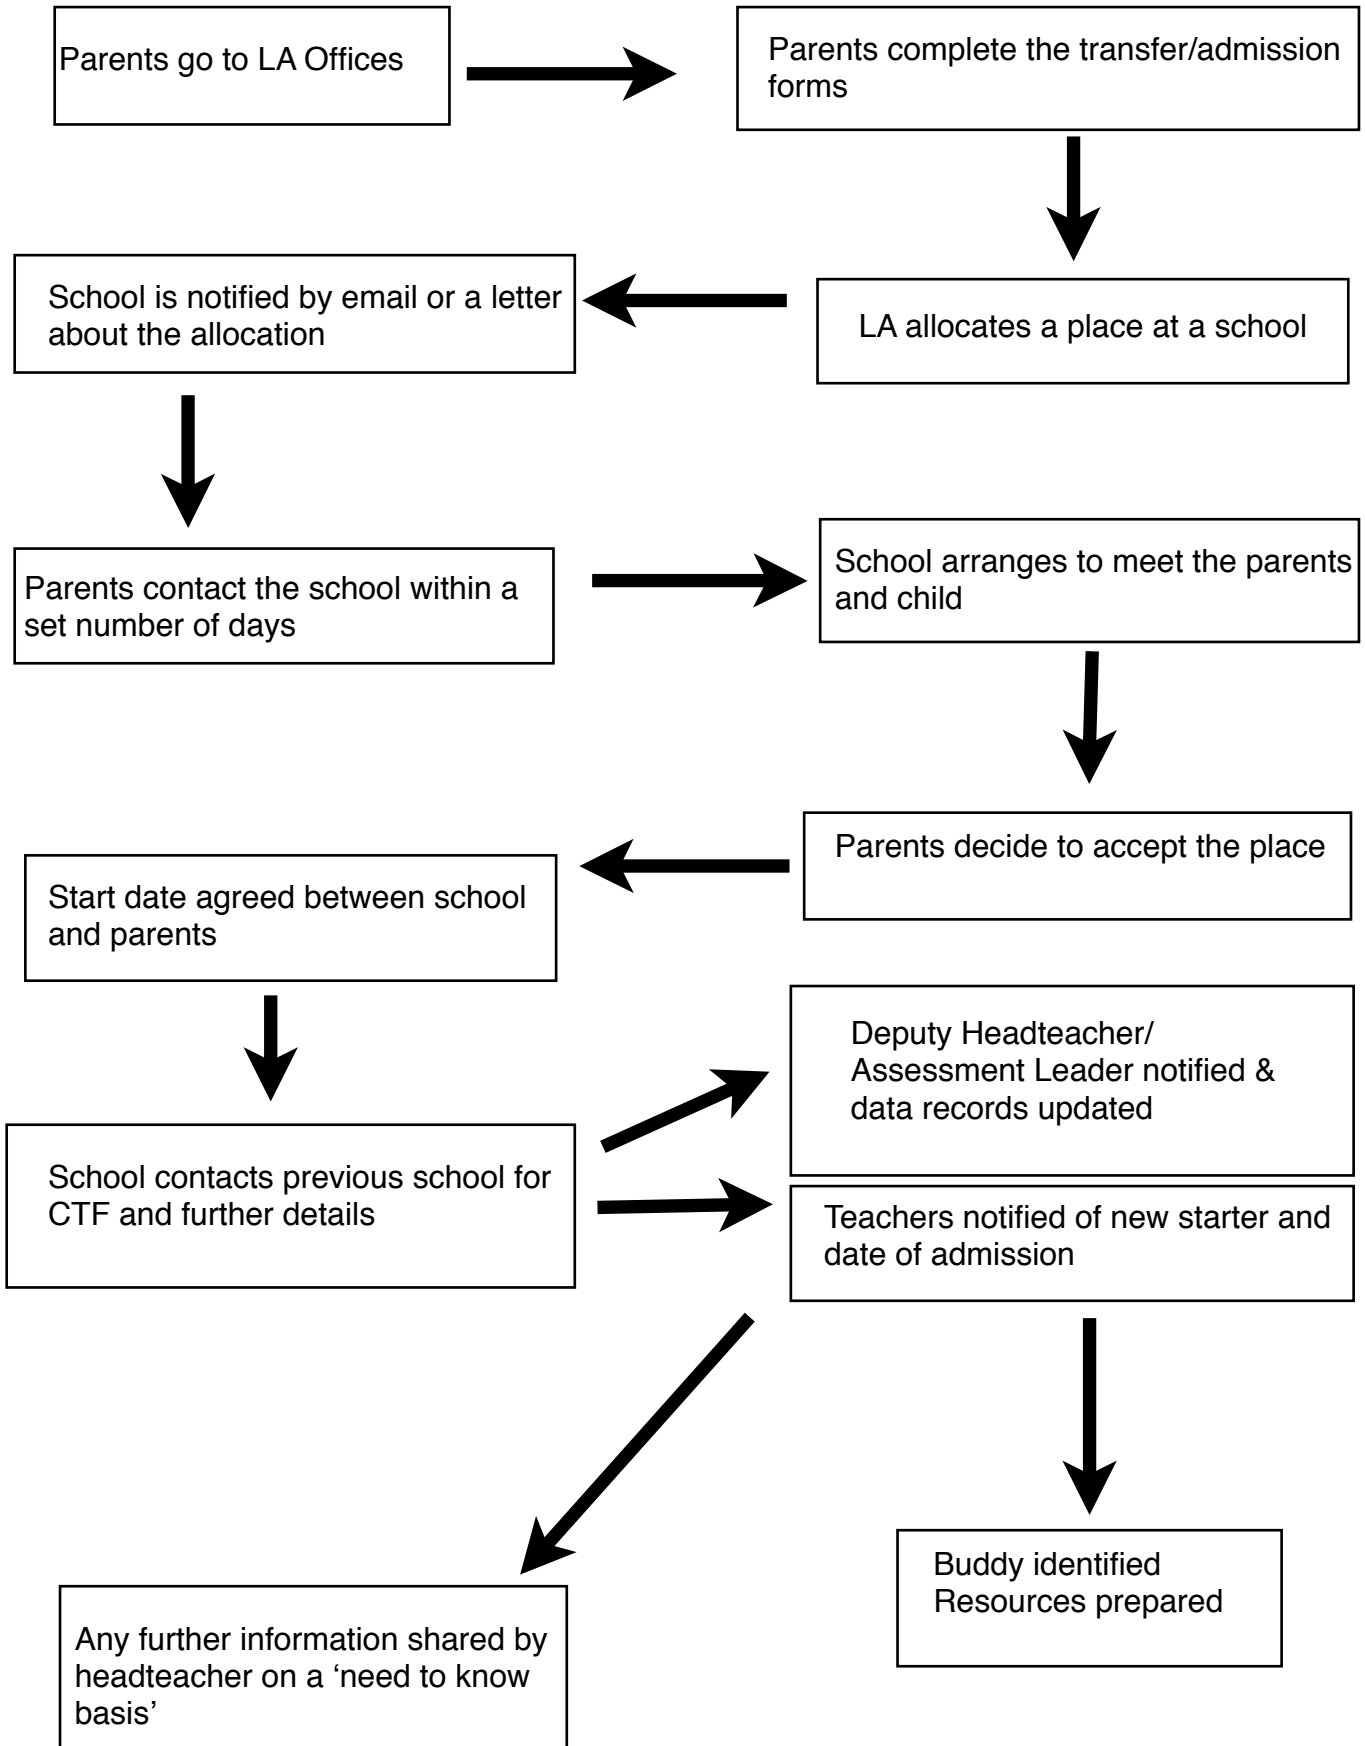 Parents go to LA Offices
Parents complete the transfer/admission
forms
LA allocates a place at a school
School is notified by email or a letter
about the allocation
Parents contact the school within a
set number of days
School arranges to meet the parents
and child
Parents decide to accept the place
Start date agreed between school
and parents
School contacts previous school for
CTF and further details
Deputy Headteacher/
Assessment Leader notified &
data records updated
Teachers notified of new starter and
date of admission
Buddy identified
Resources prepared
Any further information shared by
headteacher on a ‘need to know
basis’